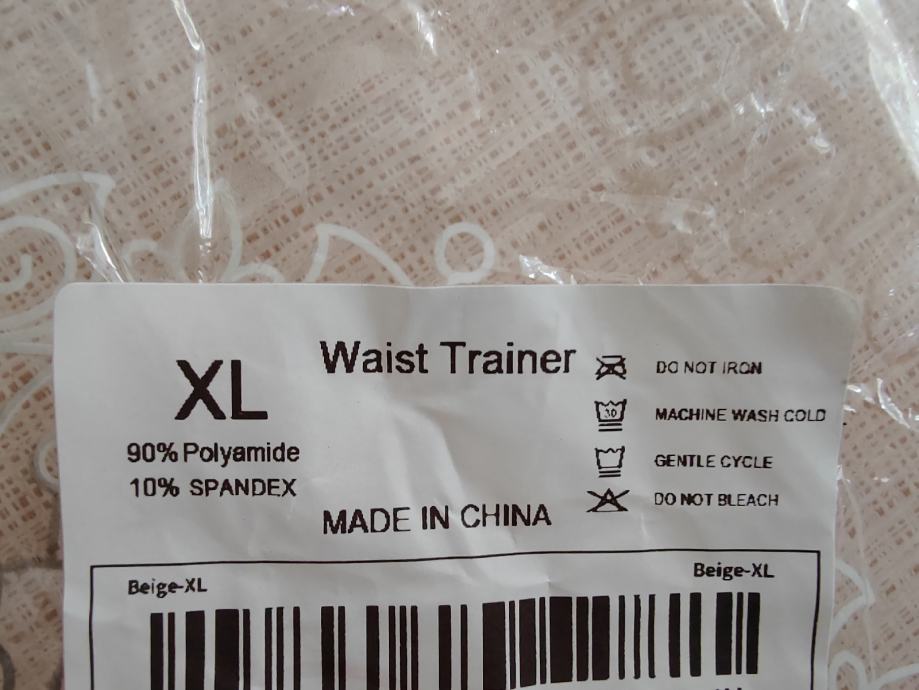 XL
90% Polyamide
10% SPANDEX
Waist Trainer
MADE IN CHINA
DO NOT IRON
30
MACHINE WASH COLD
GENTLE CYCLE
DO NOT BLEACH
Beige-XL
Beige-XL